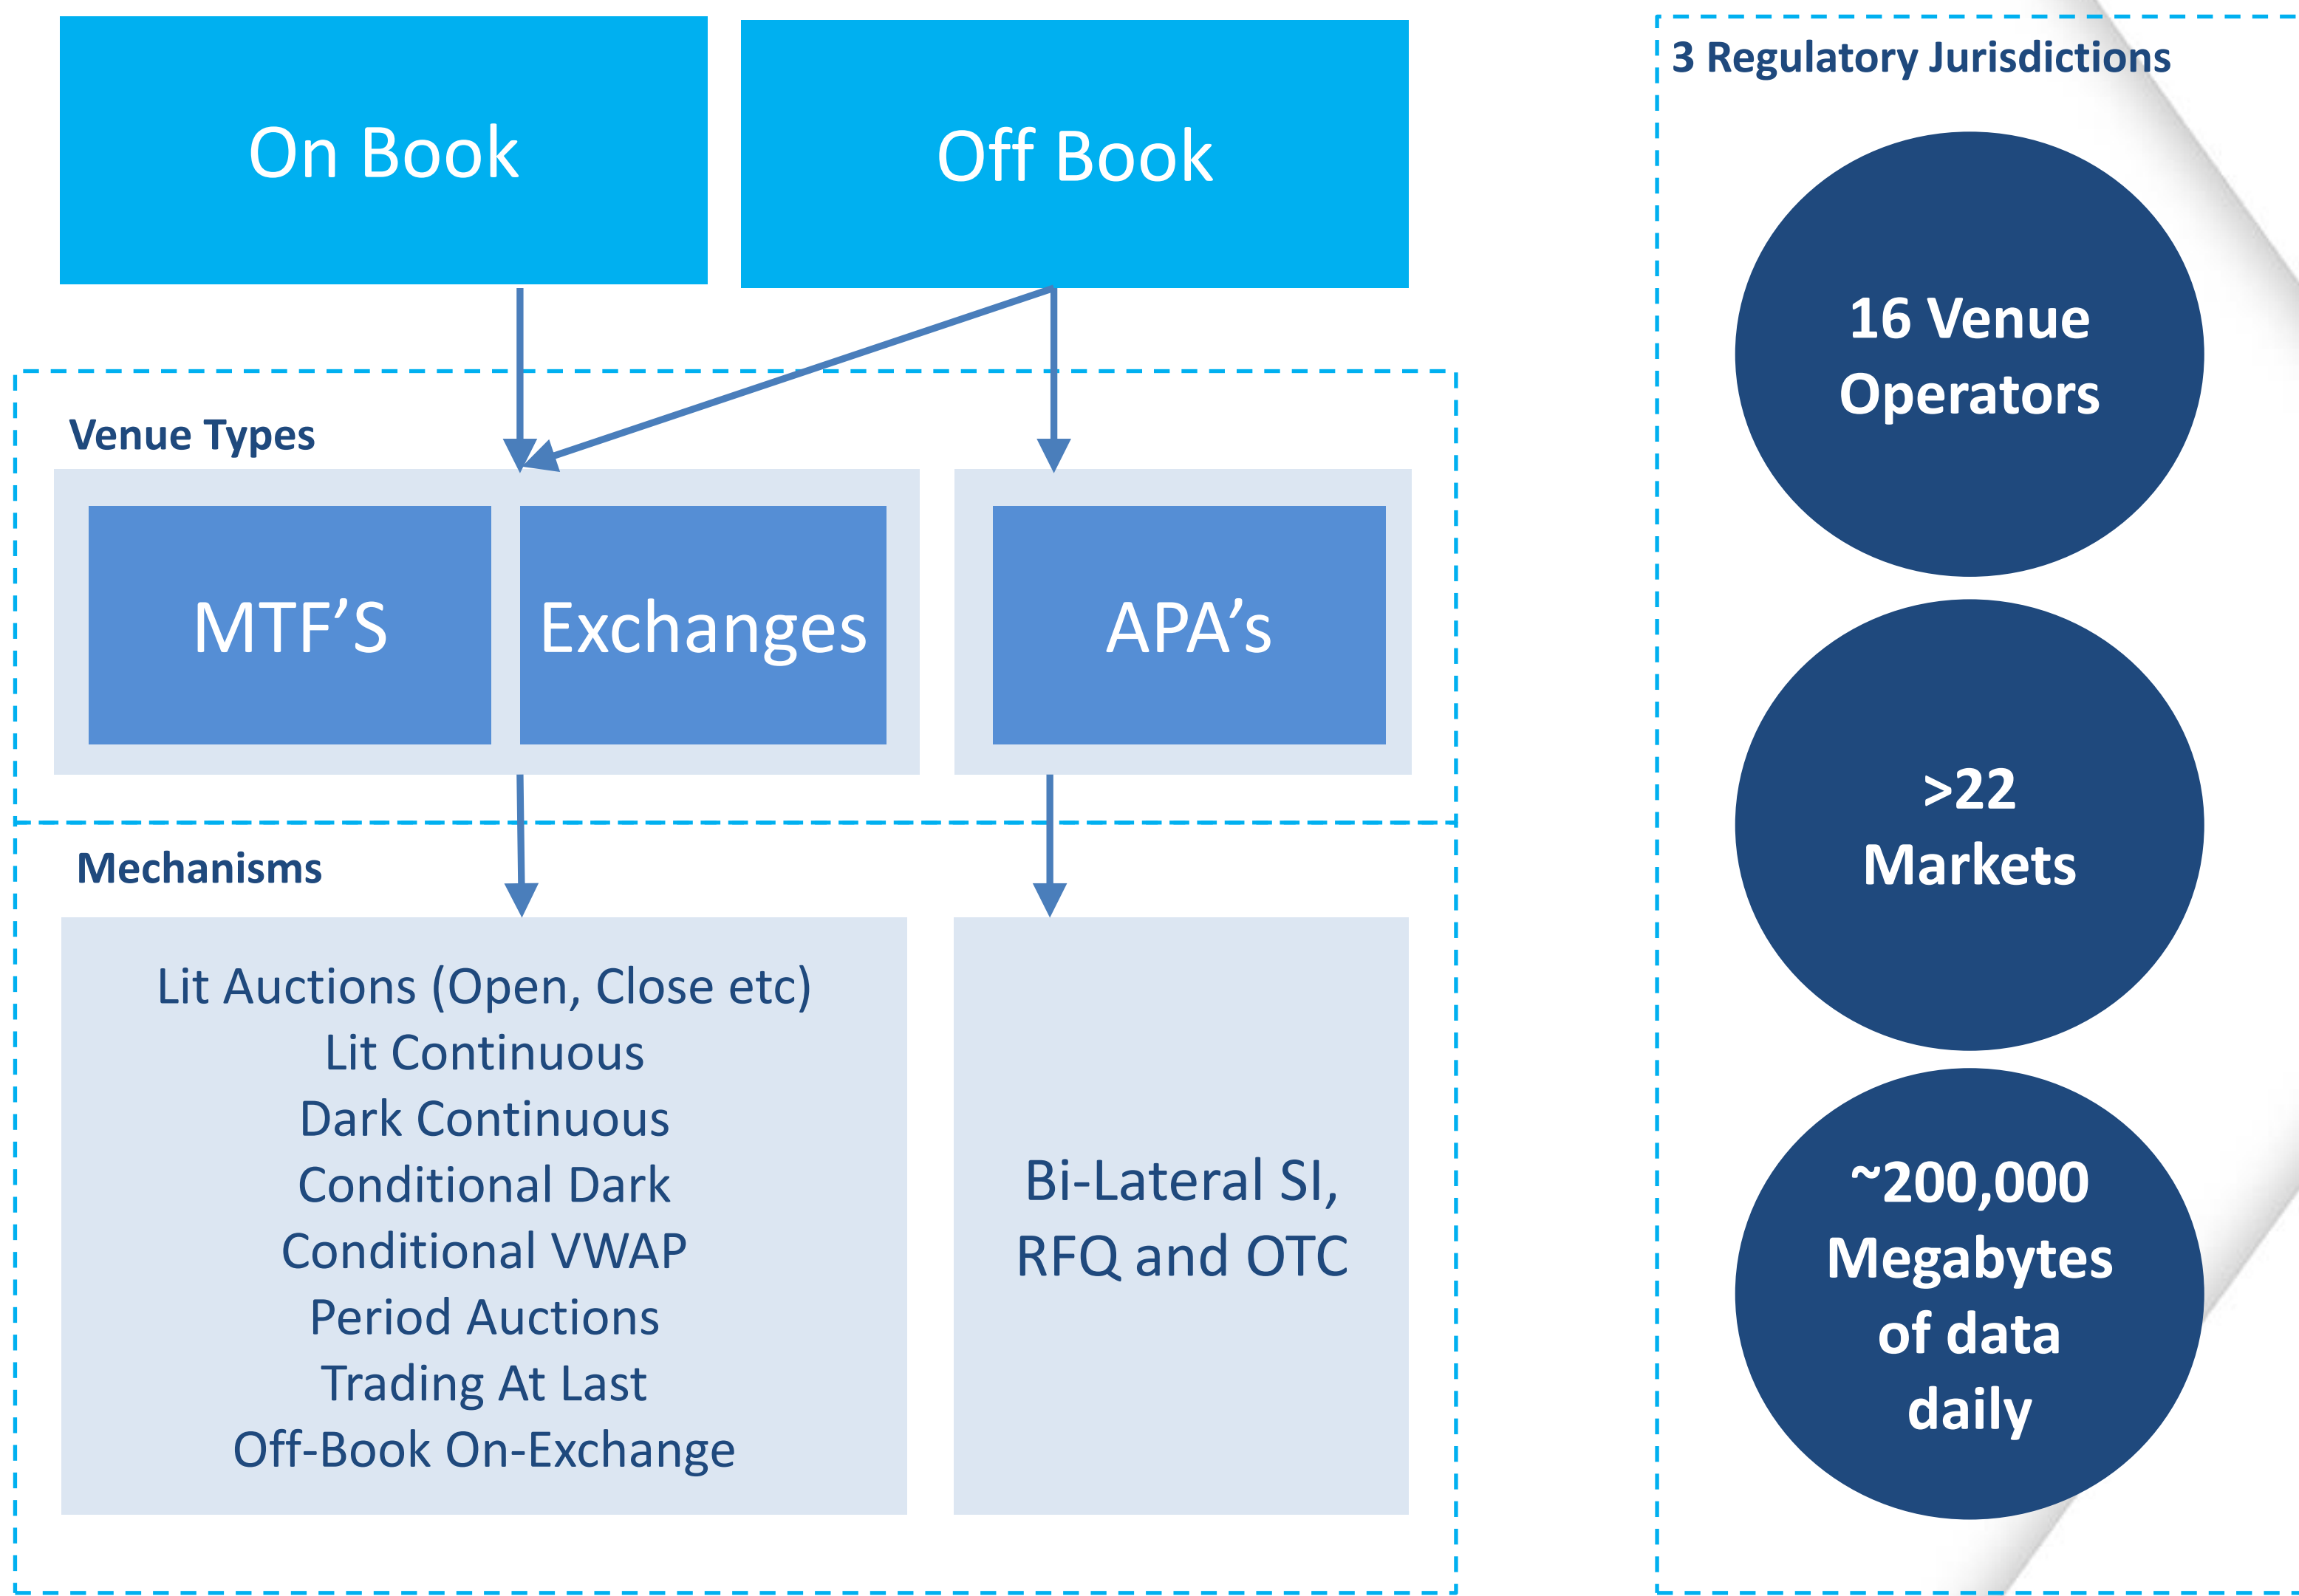 On Book
Off Book
Venue Types
MTF’S
Exchanges
APA’s
Mechanisms
Lit Auctions (Open, Close etc)
Lit Continuous
Dark Continuous
Conditional Dark
Conditional VWAP
Period Auctions
Trading At Last
Off-Book On-Exchange
Bi-Lateral SI,
RFQ and OTC
3 Regulatory Jurisdictions
16 Venue
Operators
>22
Markets
~200,000
Megabytes
of data
daily